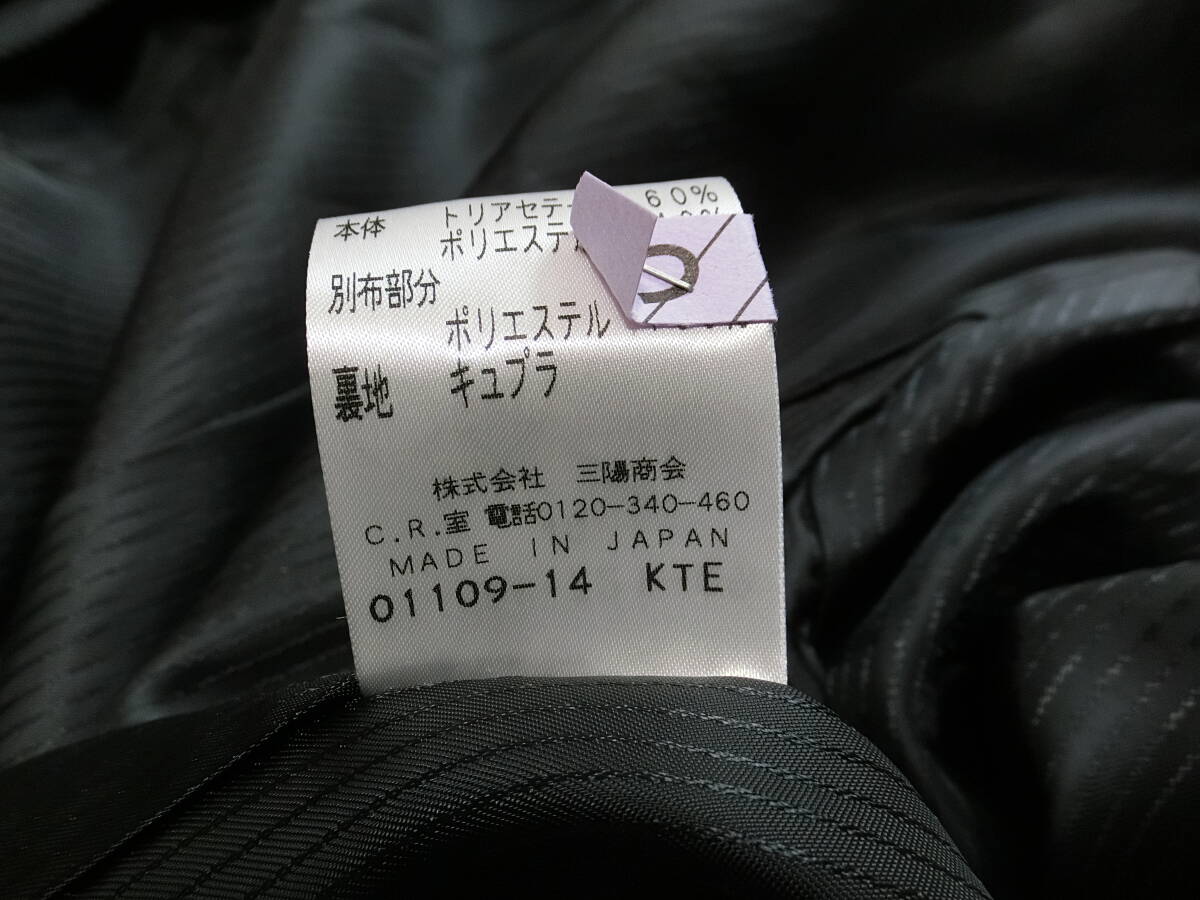 本体 トリアセテー 60%
ポリエステル
別布部分
ポリエステル
裏地 キュプラ
株式会社 三陽商会
C.R.室 電話0120-340-460
MADE IN JAPAN
01109-14 KTE